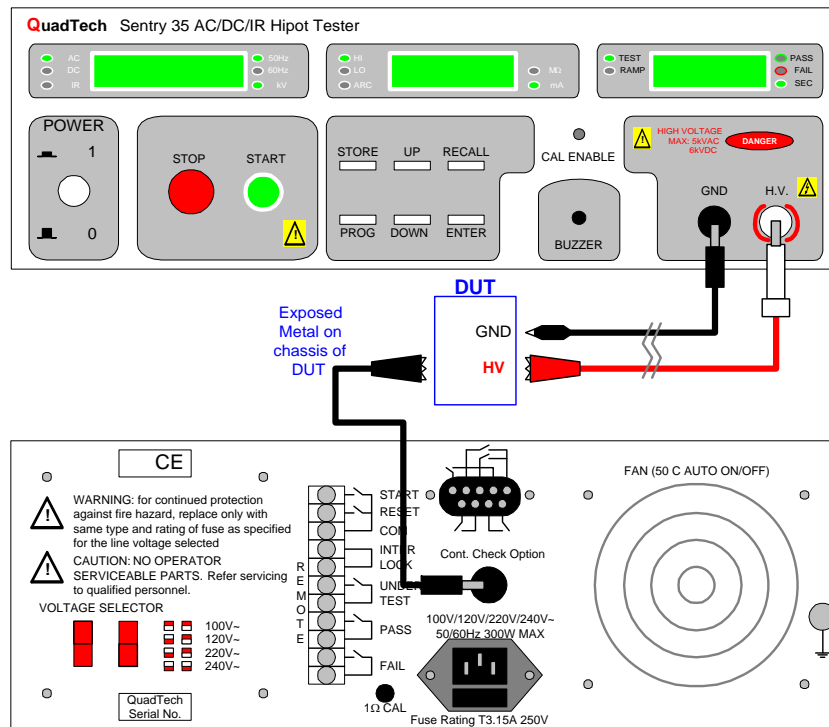 QuadTech Sentry 35 AC/DC/IR Hipot Tester
AC
DC
IR
50Hz
60Hz
kV
HI
LO
ARC
MΩ
mA
TEST
RAMP
PASS
FAIL
SEC
POWER
1
0
STOP
START
STORE UP RECALL
PROG DOWN ENTER
CAL ENABLE
BUZZER
HIGH VOLTAGE
MAX: 5kVAC
6kVDC
DANGER
GND
H.V.
DUT
GND
HV
Exposed
Metal on
chassis of
DUT
CE
WARNING: for continued protection
against fire hazard, replace only with
same type and rating of fuse as specified
for the line voltage selected
CAUTION: NO OPERATOR
SERVICEABLE PARTS. Refer servicing
to qualified personnel.
VOLTAGE SELECTOR
100V~
120V~
220V~
240V~
QuadTech
Serial No.
REMOTE
START
RESET
COM
INTER
LOCK
UNDER
TEST
PASS
FAIL
1Ω CAL
Cont. Check Option
100V/120V/220V/240V~
50/60Hz 300W MAX
Fuse Rating T3.15A 250V
FAN (50 C AUTO ON/OFF)